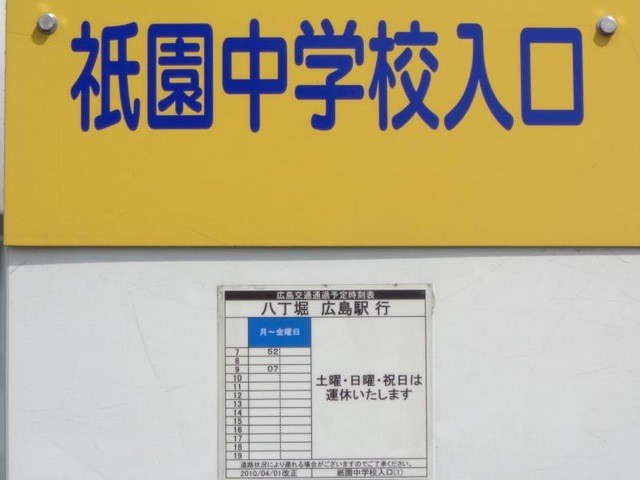 祇園中学校入口
広島交通通過予定時刻表
八丁堀 広島駅 行
月～金曜日
7 52
8
9 07
10
11
12
13
14
15
16
17
18
19
土曜・日曜・祝日は
運休いたします
道路状況により遅れる場合がございますのでご了承ください。
2010/04/01改正 祇園中学校入口(1)